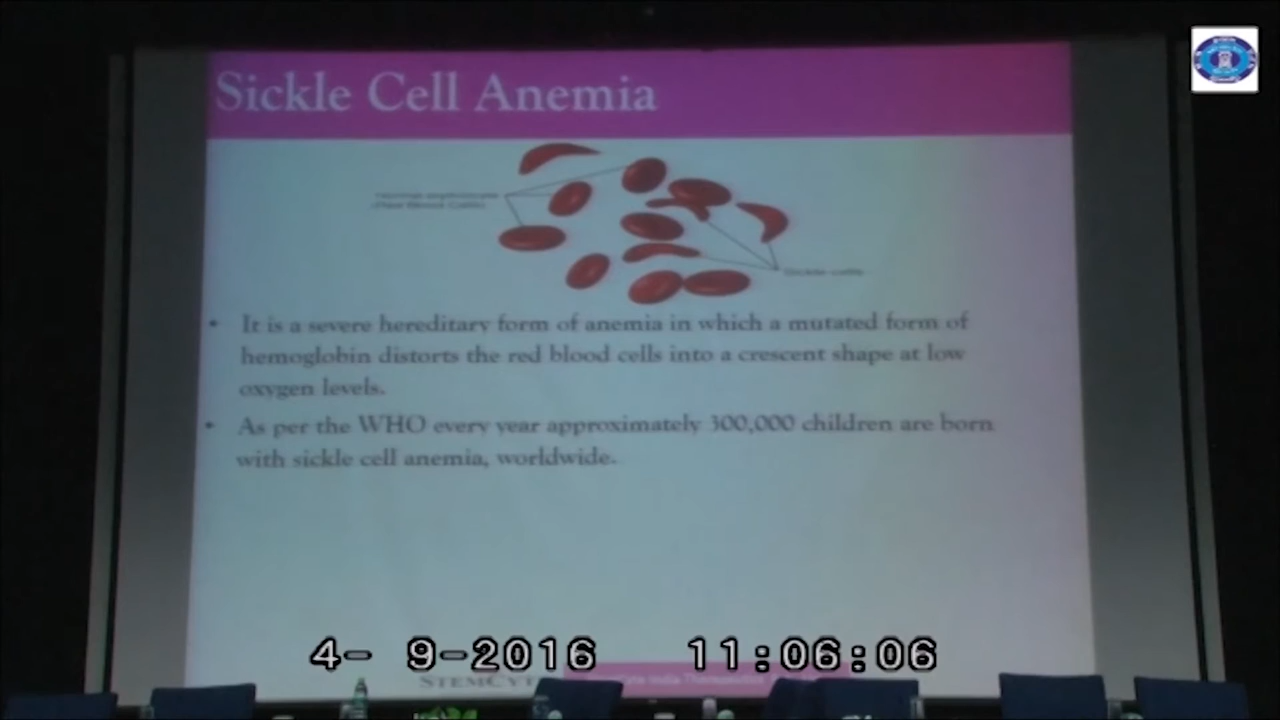 Sickle Cell Anemia
Sickle cells
• It is a severe hereditary form of anemia in which a mutated form of
hemoglobin distorts the red blood cells into a crescent shape at low
oxygen levels.
• As per the WHO every year approximately 300,000 children are born
with sickle cell anemia, worldwide.
4- 9-2016 11:06:06
India